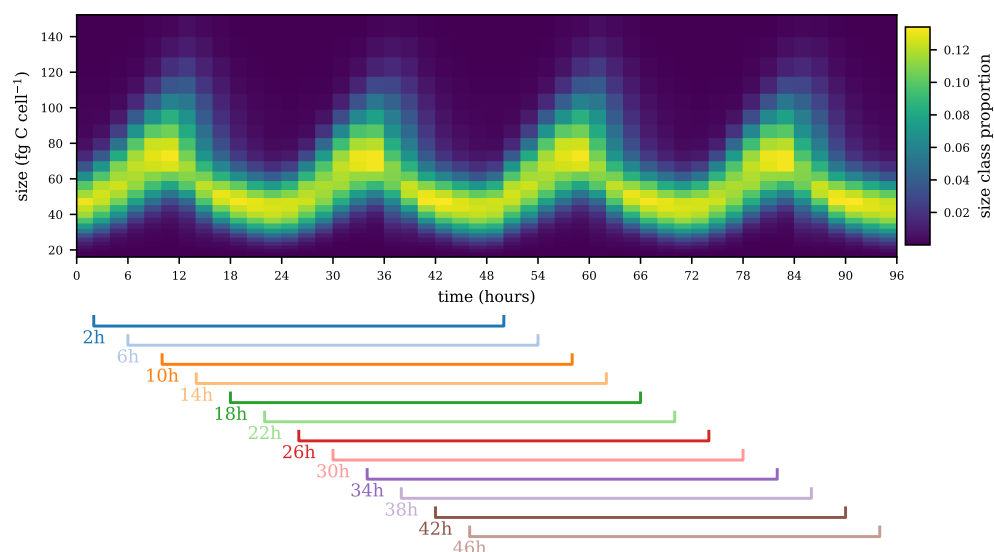 140
120
100
80
60
40
20
size (fg C cell⁻¹)
0 6 12 18 24 30 36 42 48 54 60 66 72 78 84 90 96
time (hours)
0.12
0.10
0.08
0.06
0.04
0.02
size class proportion
2h
6h
10h
14h
18h
22h
26h
30h
34h
38h
42h
46h